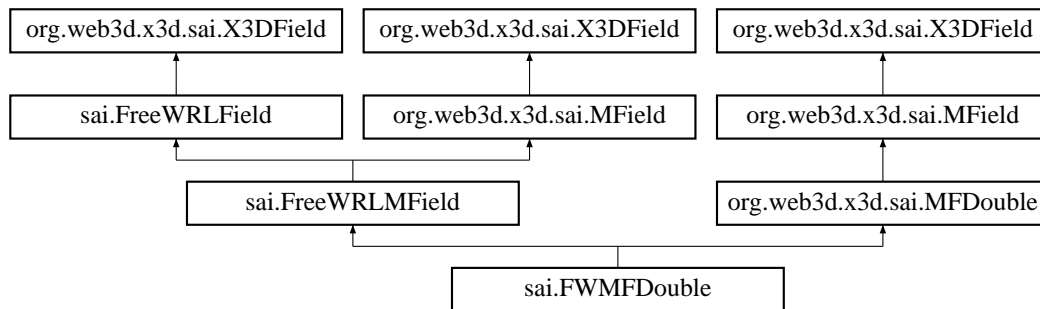 org.web3d.x3d.sai.X3DField
org.web3d.x3d.sai.X3DField
org.web3d.x3d.sai.X3DField
sai.FreeWRLField
org.web3d.x3d.sai.MField
org.web3d.x3d.sai.MField
sai.FreeWRLMField
org.web3d.x3d.sai.MFDouble
sai.FWMFDouble